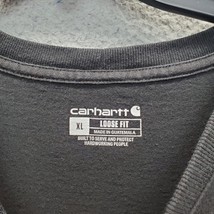 carhartt
XL LOOSE FIT
MADE IN GUATEMALA
BUILT TO SERVE AND PROTECT
HARDWORKING PEOPLE